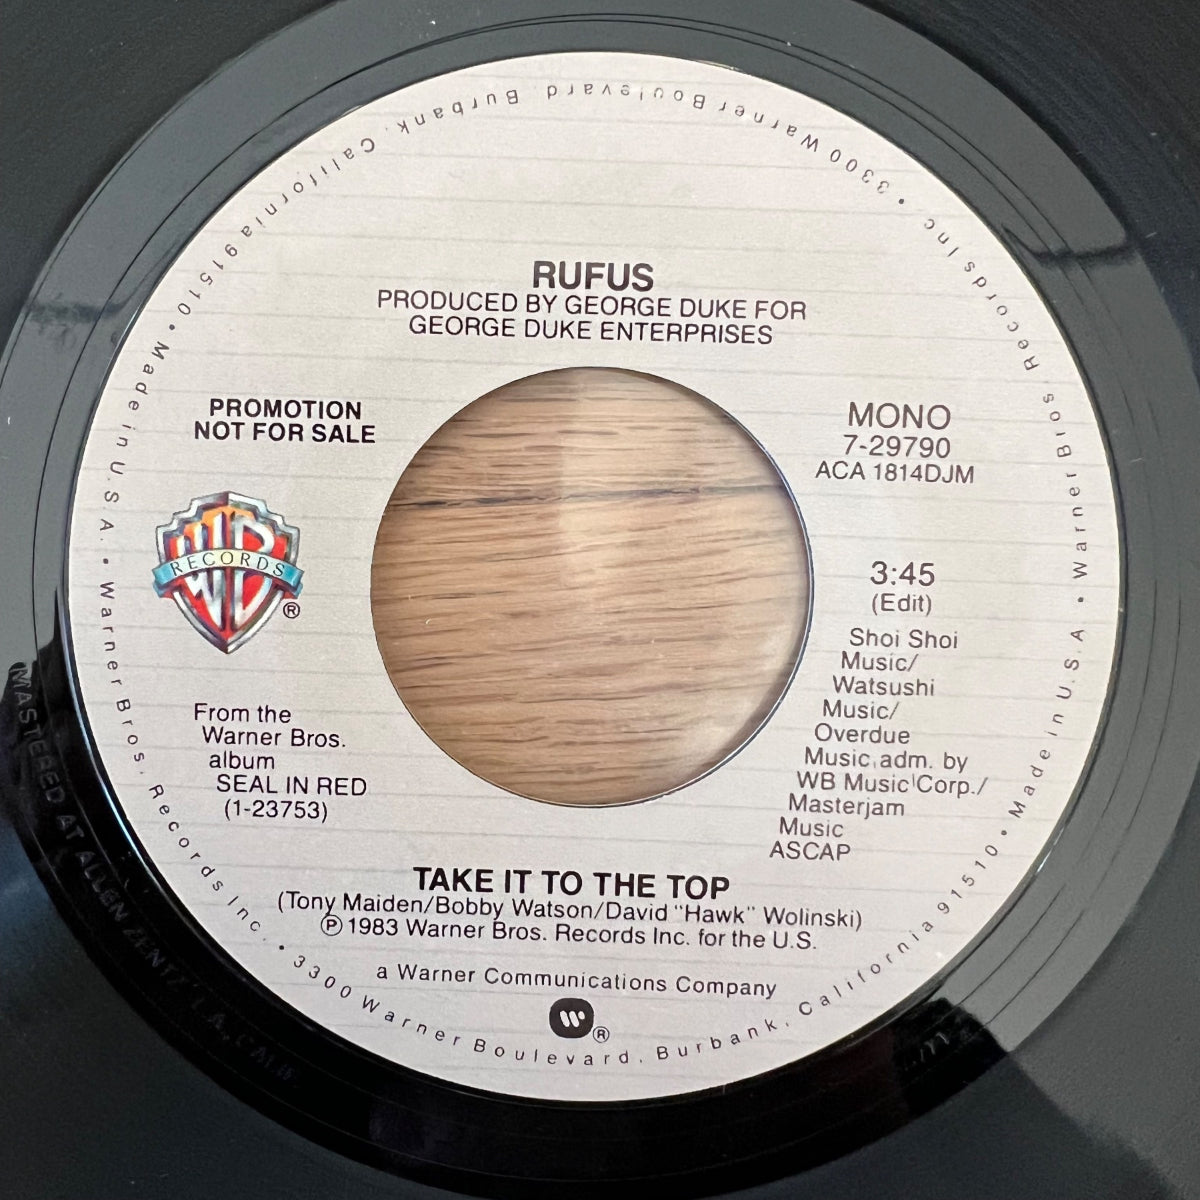 RUFUS
PRODUCED BY GEORGE DUKE FOR
GEORGE DUKE ENTERPRISES
PROMOTION
NOT FOR SALE
MONO
7-29790
ACA 1814DJM
WB
RECORDS
®
3:45
(Edit)
Shoi Shoi
Music/
Watsushi
Music/
Overdue
Music adm. by
WB Music Corp./
Masterjam
Music
ASCAP
From the
Warner Bros.
album
SEAL IN RED
(1-23753)
TAKE IT TO THE TOP
(Tony Maiden/Bobby Watson/David "Hawk" Wolinski)
℗ 1983 Warner Bros. Records Inc. for the U.S.
a Warner Communications Company
®
Made in U.S.A. • Warner Bros. Records Inc. • 3300 Warner Boulevard, Burbank, California 91510 • Made in U.S.A. • Warner Bros. Records Inc. • 3300 Warner Boulevard, Burbank, California 91510 •
MASTERED AT ALLEN ZENTZ, L.A., CALIF.